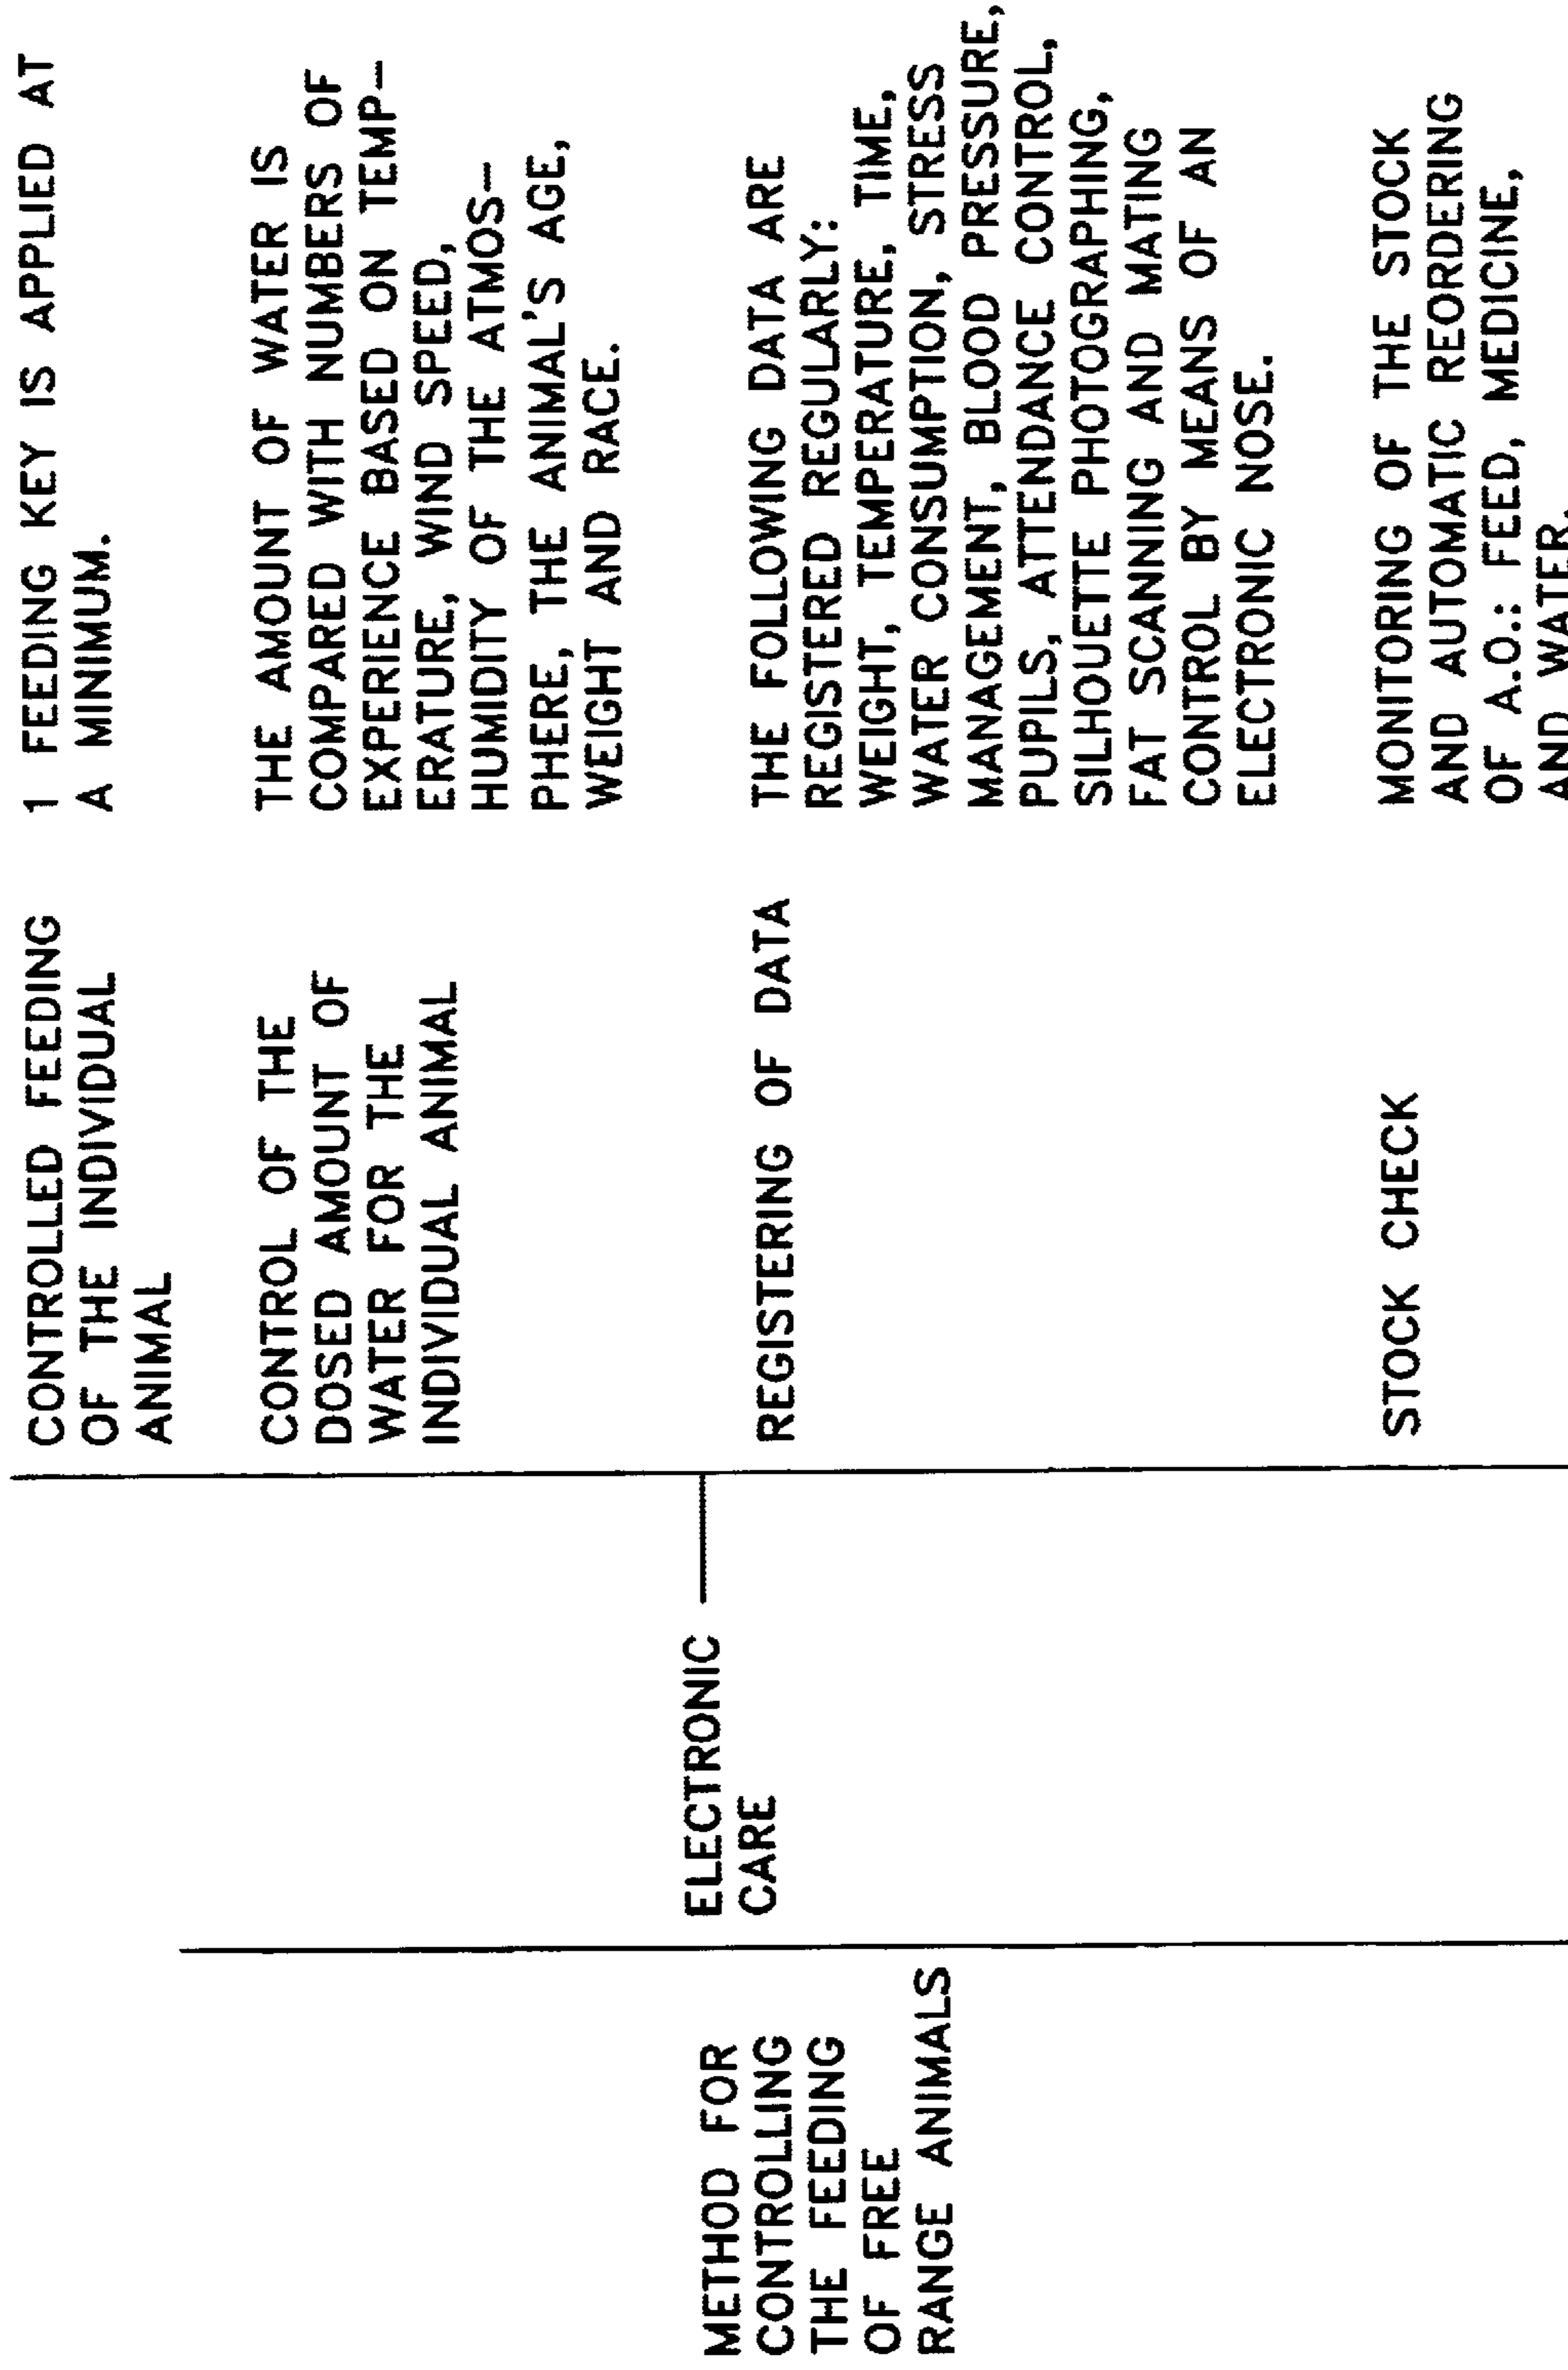 METHOD FOR
CONTROLLING
THE FEEDING
OF FREE
RANGE ANIMALS
ELECTRONIC
CARE
CONTROLLED FEEDING
OF THE INDIVIDUAL
ANIMAL
1 FEEDING KEY IS APPLIED AT
A MINIMUM.
CONTROL OF THE
DOSED AMOUNT OF
WATER FOR THE
INDIVIDUAL ANIMAL
THE AMOUNT OF WATER IS
COMPARED WITH NUMBERS OF
EXPERIENCE BASED ON TEMP–
ERATURE, WIND SPEED,
HUMIDITY OF THE ATMOS–
PHERE, THE ANIMAL'S AGE,
WEIGHT AND RACE.
REGISTERING OF DATA
THE FOLLOWING DATA ARE
REGISTERED REGULARLY:
WEIGHT, TEMPERATURE, TIME,
WATER CONSUMPTION, STRESS
MANAGEMENT, BLOOD PRESSURE,
PUPILS, ATTENDANCE CONTROL,
SILHOUETTE PHOTOGRAPHING,
FAT SCANNING AND MATING
CONTROL BY MEANS OF AN
ELECTRONIC NOSE.
STOCK CHECK
MONITORING OF THE STOCK
AND AUTOMATIC REORDERING
OF A.O.: FEED, MEDICINE,
AND WATER.